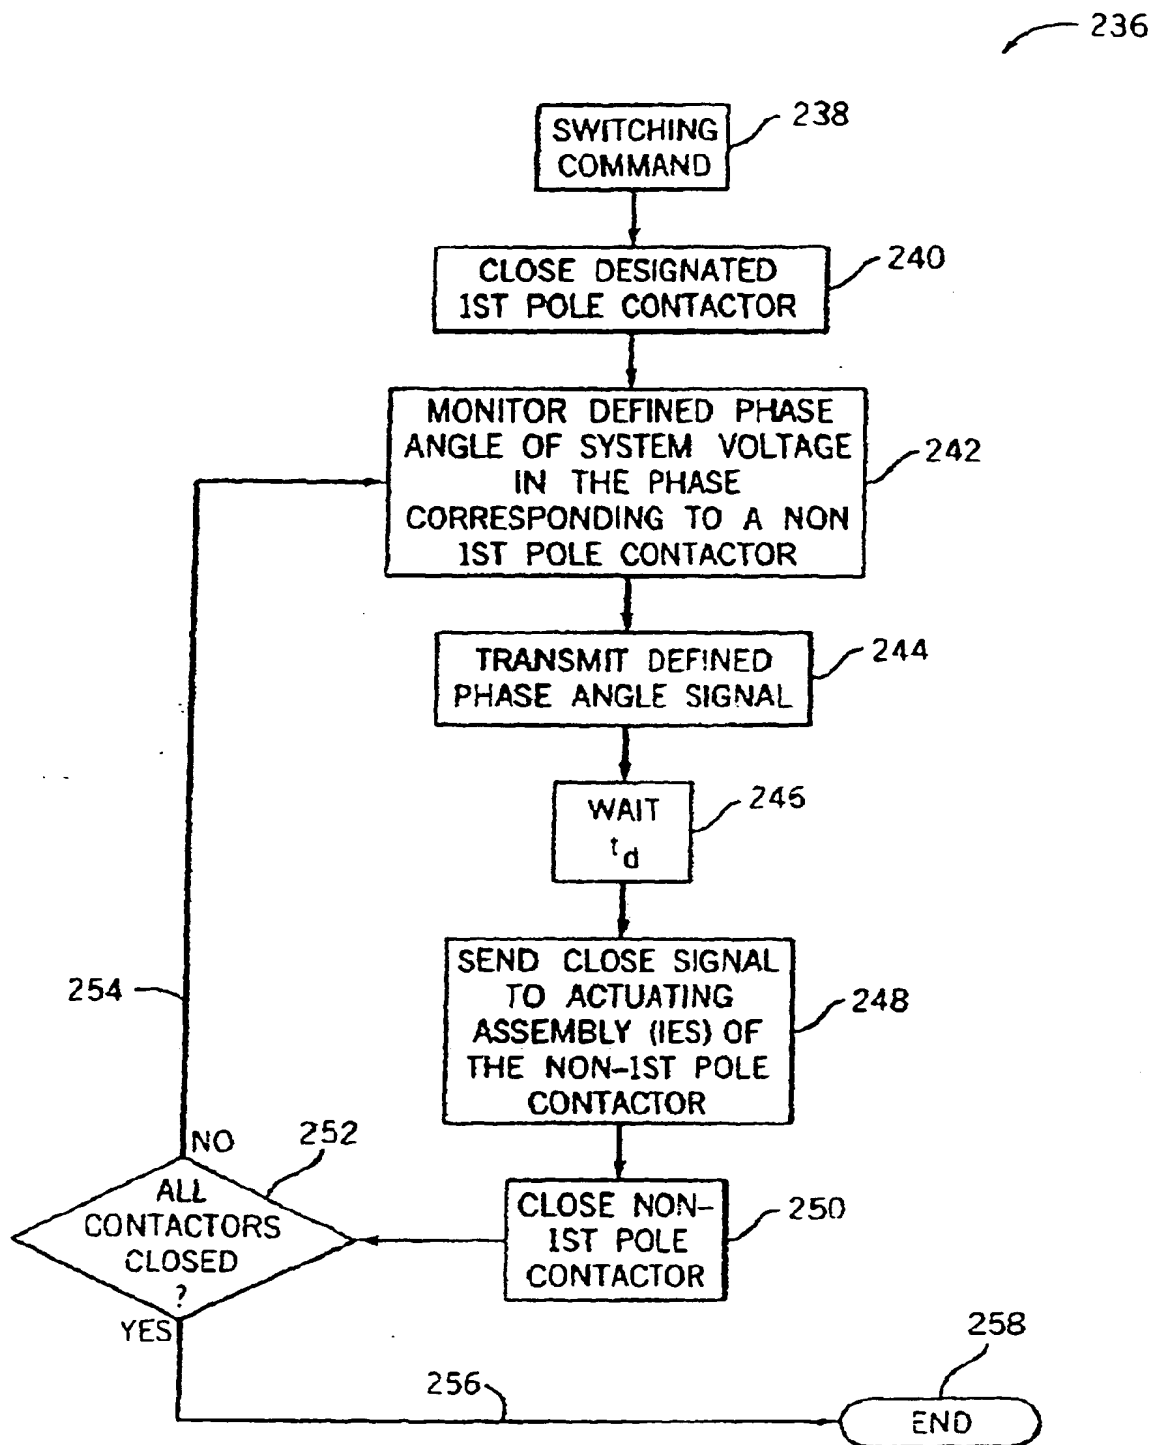 236
SWITCHING
COMMAND
238
CLOSE DESIGNATED
1ST POLE CONTACTOR
240
MONITOR DEFINED PHASE
ANGLE OF SYSTEM VOLTAGE
IN THE PHASE
CORRESPONDING TO A NON
1ST POLE CONTACTOR
242
TRANSMIT DEFINED
PHASE ANGLE SIGNAL
244
WAIT
td
246
SEND CLOSE SIGNAL
TO ACTUATING
ASSEMBLY (IES) OF
THE NON-1ST POLE
CONTACTOR
248
254
NO
252
ALL
CONTACTORS
CLOSED
?
YES
CLOSE NON-
1ST POLE
CONTACTOR
250
256
258
END